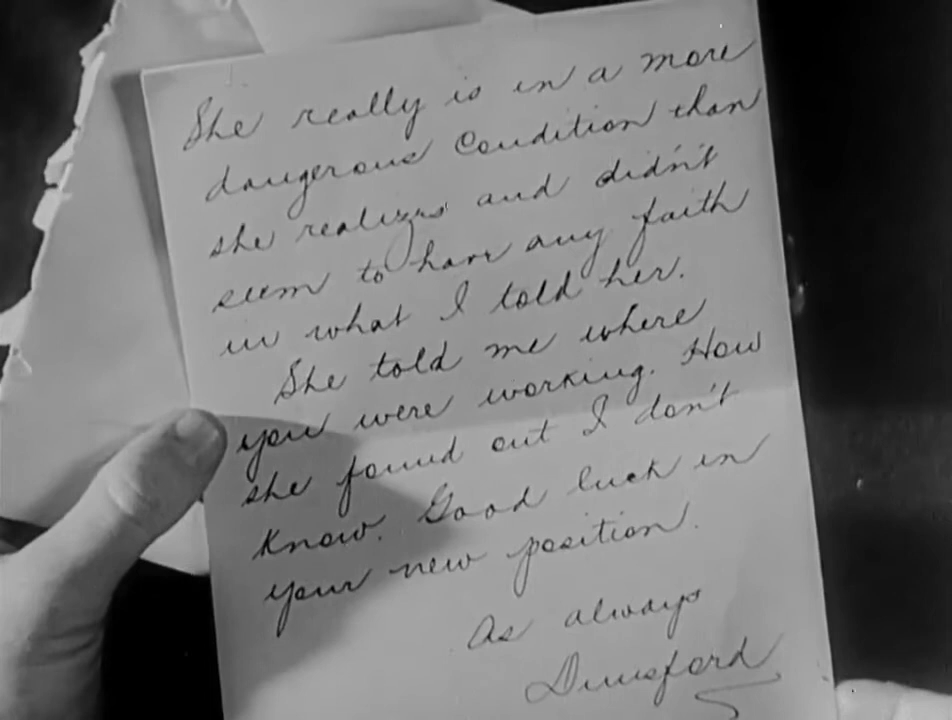 She really is in a more
dangerous condition than
she realizes and didn't
seem to have any faith
in what I told her.
She told me where
you were working. How
she found out I don't
know. Good luck in
your new position.
As always
Dunsford